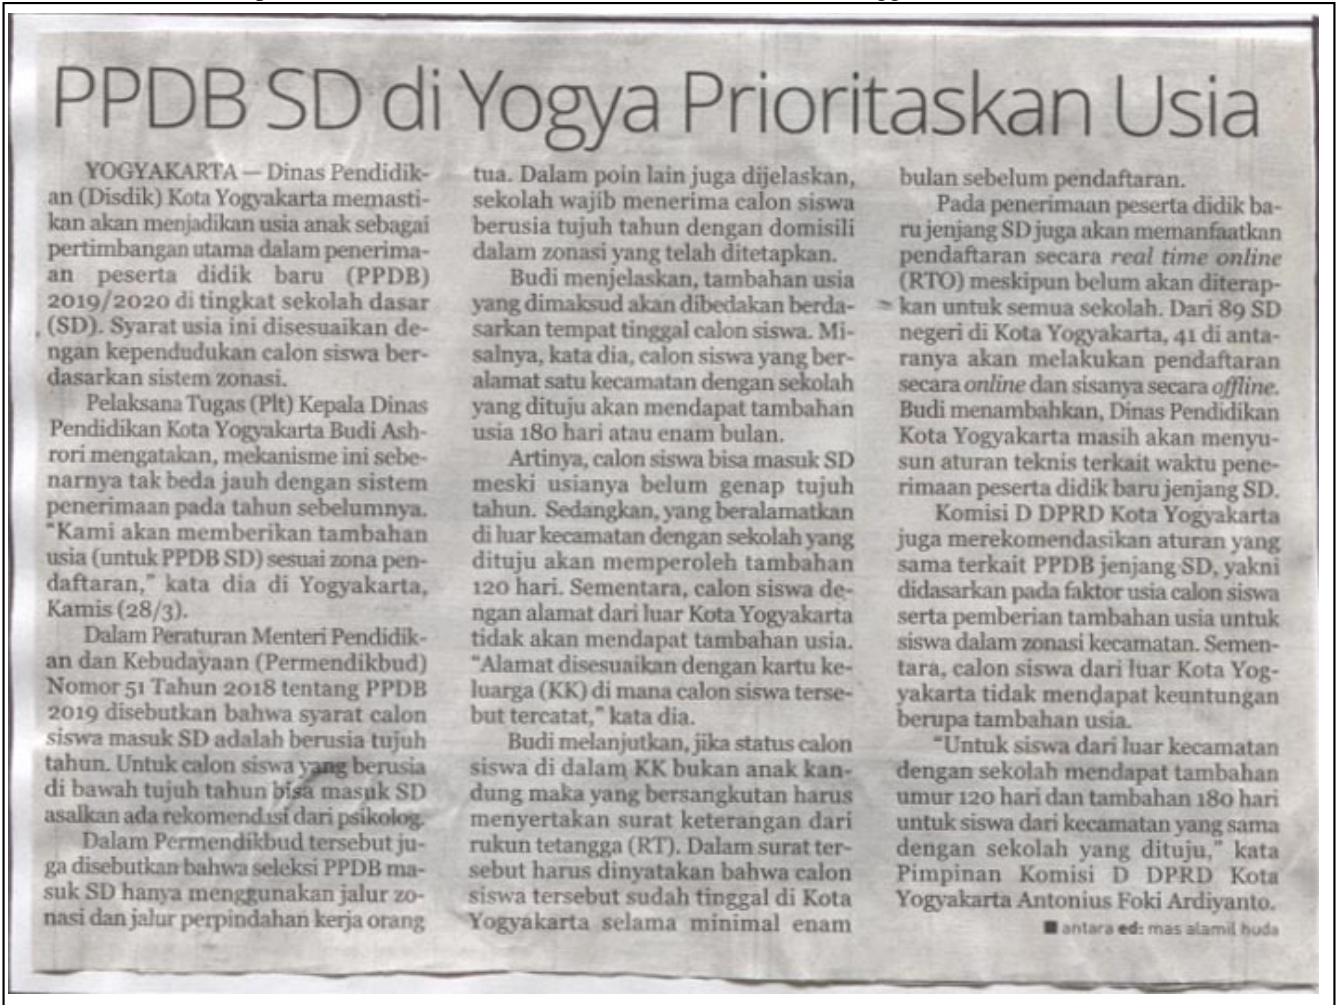 PPDB SD di Yogya Prioritaskan Usia
YOGYAKARTA — Dinas Pendidik-
an (Disdik) Kota Yogyakarta memasti-
kan akan menjadikan usia anak sebagai
pertimbangan utama dalam penerima-
an peserta didik baru (PPDB)
2019/2020 di tingkat sekolah dasar
(SD). Syarat usia ini disesuaikan de-
ngan kependudukan calon siswa ber-
dasarkan sistem zonasi.
Pelaksana Tugas (Plt) Kepala Dinas
Pendidikan Kota Yogyakarta Budi Ash-
rori mengatakan, mekanisme ini sebe-
narnya tak beda jauh dengan sistem
penerimaan pada tahun sebelumnya.
"Kami akan memberikan tambahan
usia (untuk PPDB SD) sesuai zona pen-
daftaran," kata dia di Yogyakarta,
Kamis (28/3).
Dalam Peraturan Menteri Pendidik-
an dan Kebudayaan (Permendikbud)
Nomor 51 Tahun 2018 tentang PPDB
2019 disebutkan bahwa syarat calon
siswa masuk SD adalah berusia tujuh
tahun. Untuk calon siswa yang berusia
di bawah tujuh tahun bisa masuk SD
asalkan ada rekomendasi dari psikolog.
Dalam Permendikbud tersebut ju-
ga disebutkan bahwa seleksi PPDB ma-
suk SD hanya menggunakan jalur zo-
nasi dan jalur perpindahan kerja orang
tua. Dalam poin lain juga dijelaskan,
sekolah wajib menerima calon siswa
berusia tujuh tahun dengan domisili
dalam zonasi yang telah ditetapkan.
Budi menjelaskan, tambahan usia
yang dimaksud akan dibedakan berda-
sarkan tempat tinggal calon siswa. Mi-
salnya, kata dia, calon siswa yang ber-
alamat satu kecamatan dengan sekolah
yang dituju akan mendapat tambahan
usia 180 hari atau enam bulan.
Artinya, calon siswa bisa masuk SD
meski usianya belum genap tujuh
tahun. Sedangkan, yang beralamatkan
di luar kecamatan dengan sekolah yang
dituju akan memperoleh tambahan
120 hari. Sementara, calon siswa de-
ngan alamat dari luar Kota Yogyakarta
tidak akan mendapat tambahan usia.
"Alamat disesuaikan dengan kartu ke-
luarga (KK) di mana calon siswa terse-
but tercatat," kata dia.
Budi melanjutkan, jika status calon
siswa di dalam KK bukan anak kan-
dung maka yang bersangkutan harus
menyertakan surat keterangan dari
rukun tetangga (RT). Dalam surat ter-
sebut harus dinyatakan bahwa calon
siswa tersebut sudah tinggal di Kota
Yogyakarta selama minimal enam
bulan sebelum pendaftaran.
Pada penerimaan peserta didik ba-
ru jenjang SD juga akan memanfaatkan
pendaftaran secara real time online
(RTO) meskipun belum akan diterap-
kan untuk semua sekolah. Dari 89 SD
negeri di Kota Yogyakarta, 41 di anta-
ranya akan melakukan pendaftaran
secara online dan sisanya secara offline.
Budi menambahkan, Dinas Pendidikan
Kota Yogyakarta masih akan menyu-
sun aturan teknis terkait waktu pene-
rimaan peserta didik baru jenjang SD.
Komisi D DPRD Kota Yogyakarta
juga merekomendasikan aturan yang
sama terkait PPDB jenjang SD, yakni
didasarkan pada faktor usia calon siswa
serta pemberian tambahan usia untuk
siswa dalam zonasi kecamatan. Semen-
tara, calon siswa dari luar Kota Yog-
yakarta tidak mendapat keuntungan
berupa tambahan usia.
"Untuk siswa dari luar kecamatan
dengan sekolah mendapat tambahan
umur 120 hari dan tambahan 180 hari
untuk siswa dari kecamatan yang sama
dengan sekolah yang dituju," kata
Pimpinan Komisi D DPRD Kota
Yogyakarta Antonius Foki Ardiyanto.
■ antara ed: mas alamil huda